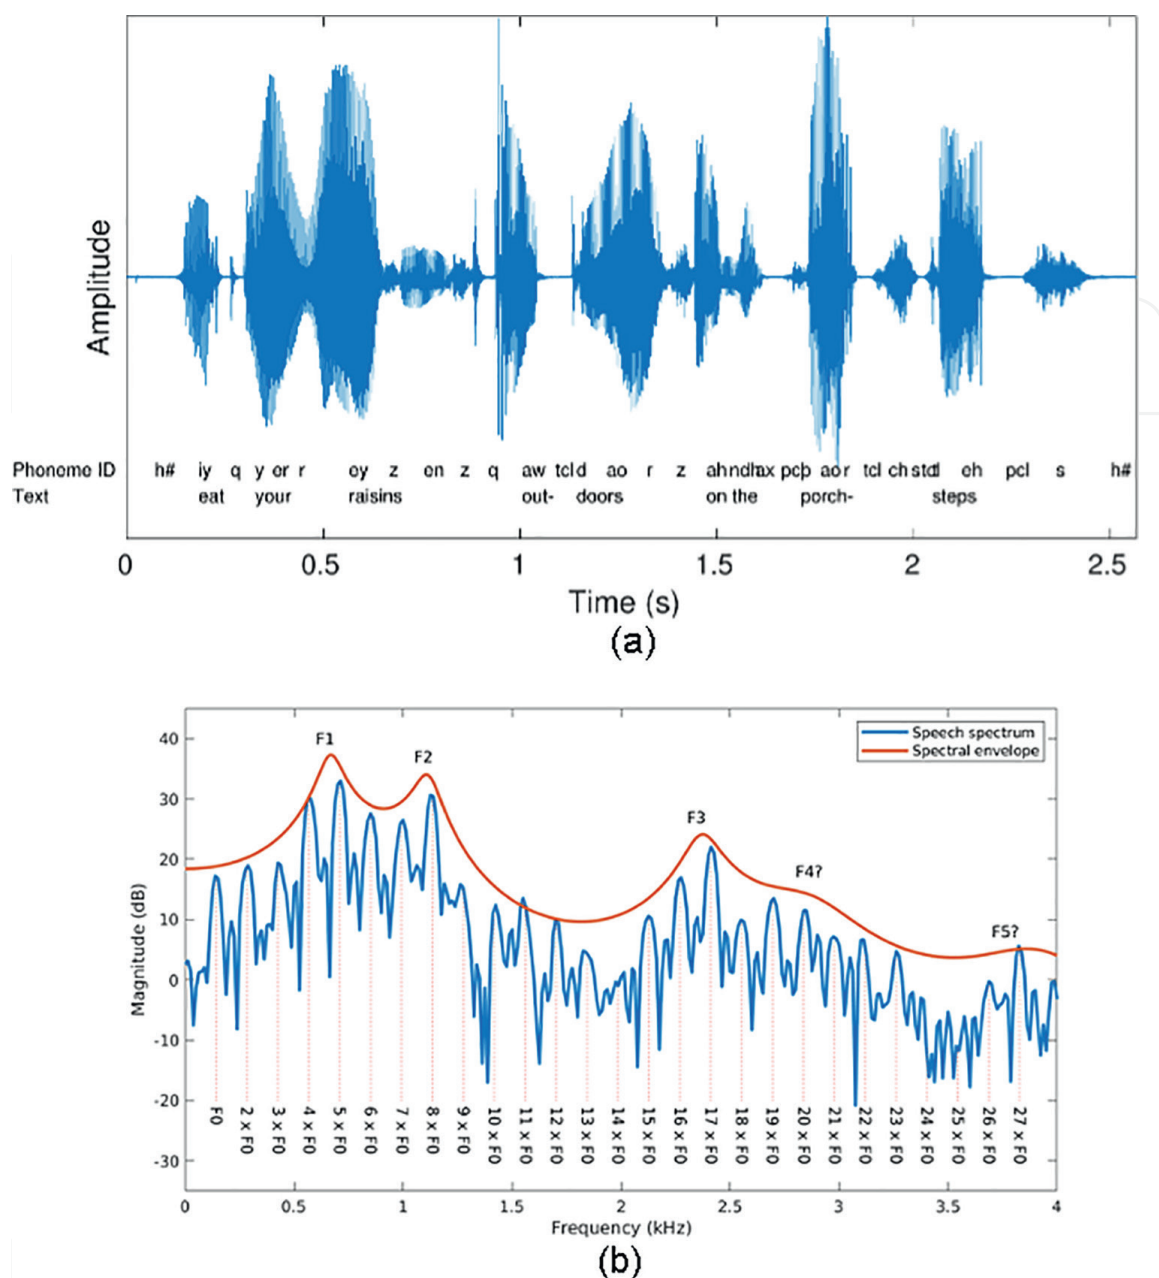 Amplitude
Phoneme ID h# iy q y er r ey z en z q aw tcl d ao r z ah n dh ax pcl p ao r tcl ch s tcl eh pcl s h#
Text eat your raisins out- doors on the porch- steps
0 0.5 1 1.5 2 2.5
Time (s)
(a)
Speech spectrum
Spectral envelope
F1
F2
F3
F4?
F5?
Magnitude (dB)
40
30
20
10
0
-10
-20
-30
F0
2 x F0
3 x F0
4 x F0
5 x F0
6 x F0
7 x F0
8 x F0
9 x F0
10 x F0
11 x F0
12 x F0
13 x F0
14 x F0
15 x F0
16 x F0
17 x F0
18 x F0
19 x F0
20 x F0
21 x F0
22 x F0
23 x F0
24 x F0
25 x F0
26 x F0
27 x F0
0 0.5 1 1.5 2 2.5 3 3.5 4
Frequency (kHz)
(b)